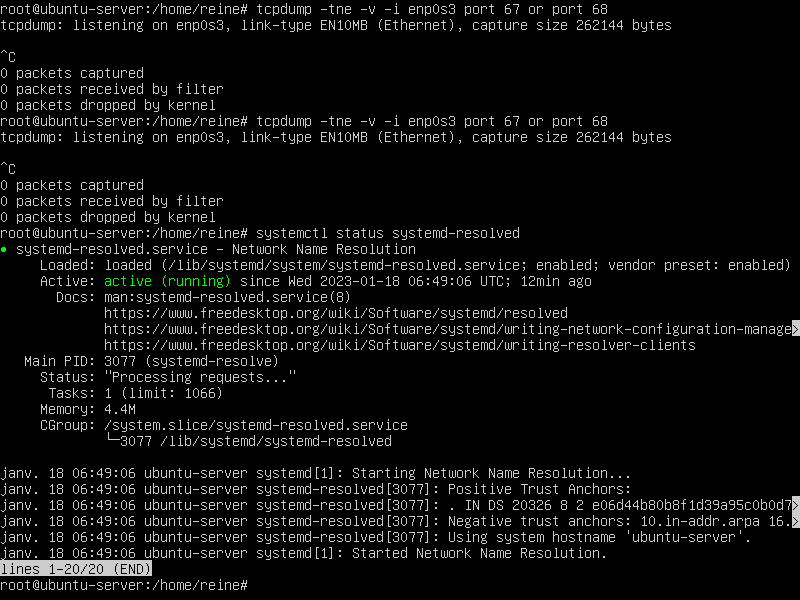 root@ubuntu-server:/home/reine# tcpdump -tne -v -i enp0s3 port 67 or port 68
tcpdump: listening on enp0s3, link-type EN10MB (Ethernet), capture size 262144 bytes
^C
0 packets captured
0 packets received by filter
0 packets dropped by kernel
root@ubuntu-server:/home/reine# tcpdump -tne -v -i enp0s3 port 67 or port 68
tcpdump: listening on enp0s3, link-type EN10MB (Ethernet), capture size 262144 bytes
^C
0 packets captured
0 packets received by filter
0 packets dropped by kernel
root@ubuntu-server:/home/reine# systemctl status systemd-resolved
● systemd-resolved.service - Network Name Resolution
     Loaded: loaded (/lib/systemd/system/systemd-resolved.service; enabled; vendor preset: enabled)
     Active: active (running) since Wed 2023-01-18 06:49:06 UTC; 12min ago
       Docs: man:systemd-resolved.service(8)
             https://www.freedesktop.org/wiki/Software/systemd/resolved
             https://www.freedesktop.org/wiki/Software/systemd/writing-network-configuration-manage>
             https://www.freedesktop.org/wiki/Software/systemd/writing-resolver-clients
   Main PID: 3077 (systemd-resolve)
     Status: "Processing requests..."
      Tasks: 1 (limit: 1066)
     Memory: 4.4M
     CGroup: /system.slice/systemd-resolved.service
             └─3077 /lib/systemd/systemd-resolved
janv. 18 06:49:06 ubuntu-server systemd[1]: Starting Network Name Resolution...
janv. 18 06:49:06 ubuntu-server systemd-resolved[3077]: Positive Trust Anchors:
janv. 18 06:49:06 ubuntu-server systemd-resolved[3077]: . IN DS 20326 8 2 e06d44b80b8f1d39a95c0b0d7>
janv. 18 06:49:06 ubuntu-server systemd-resolved[3077]: Negative trust anchors: 10.in-addr.arpa 16.>
janv. 18 06:49:06 ubuntu-server systemd-resolved[3077]: Using system hostname 'ubuntu-server'.
janv. 18 06:49:06 ubuntu-server systemd[1]: Started Network Name Resolution.
lines 1-20/20 (END)
root@ubuntu-server:/home/reine#